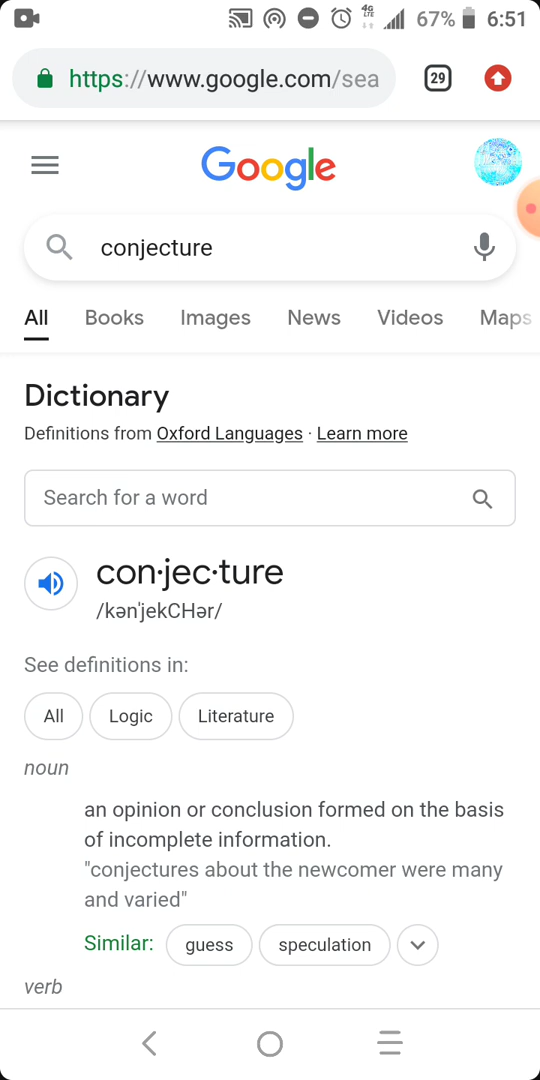 4G LTE 67% 6:51
https://www.google.com/sea 29
Google
conjecture
All Books Images News Videos Maps
Dictionary
Definitions from Oxford Languages · Learn more
Search for a word
con·jec·ture
/kənˈjekCHər/
See definitions in:
All Logic Literature
noun
an opinion or conclusion formed on the basis
of incomplete information.
"conjectures about the newcomer were many
and varied"
Similar: guess speculation
verb